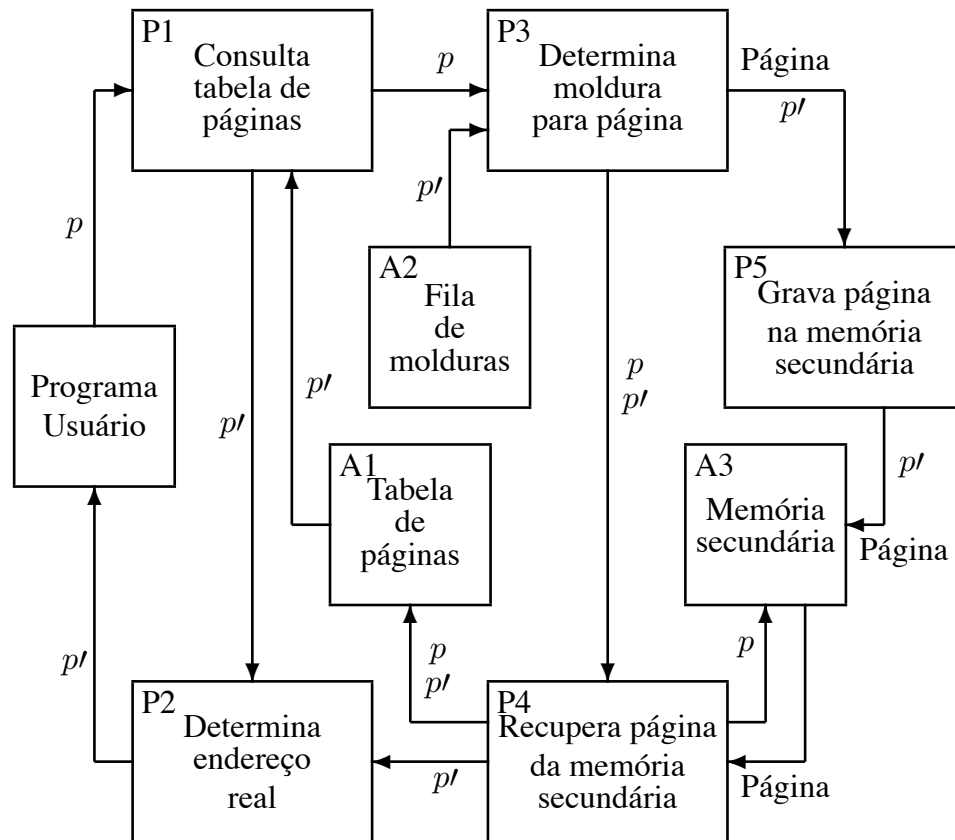 P1
Consulta
tabela de
páginas
p
P3
Determina
moldura
para página
Página
p′
p
p′
A2
Fila
de
molduras
P5
Grava página
na memória
secundária
Programa
Usuário
p′
p′
p
p′
A1
Tabela
de
páginas
A3
Memória
secundária
p′
Página
p′
p
p′
p
P2
Determina
endereço
real
p′
P4
Recupera página
da memória
secundária
Página